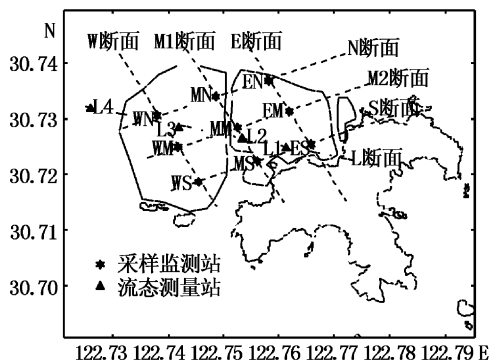 N
W断面 M1断面 E断面
N断面
30.74
M2断面
EN
MN
S断面
L4
EM
30.73
WN
L3
MM
L2
WM
L1
ES
MS
L断面
30.72
WS
30.71
采样监测站
30.70
流态测量站
122.73 122.74 122.75 122.76 122.77 122.78 122.79 E